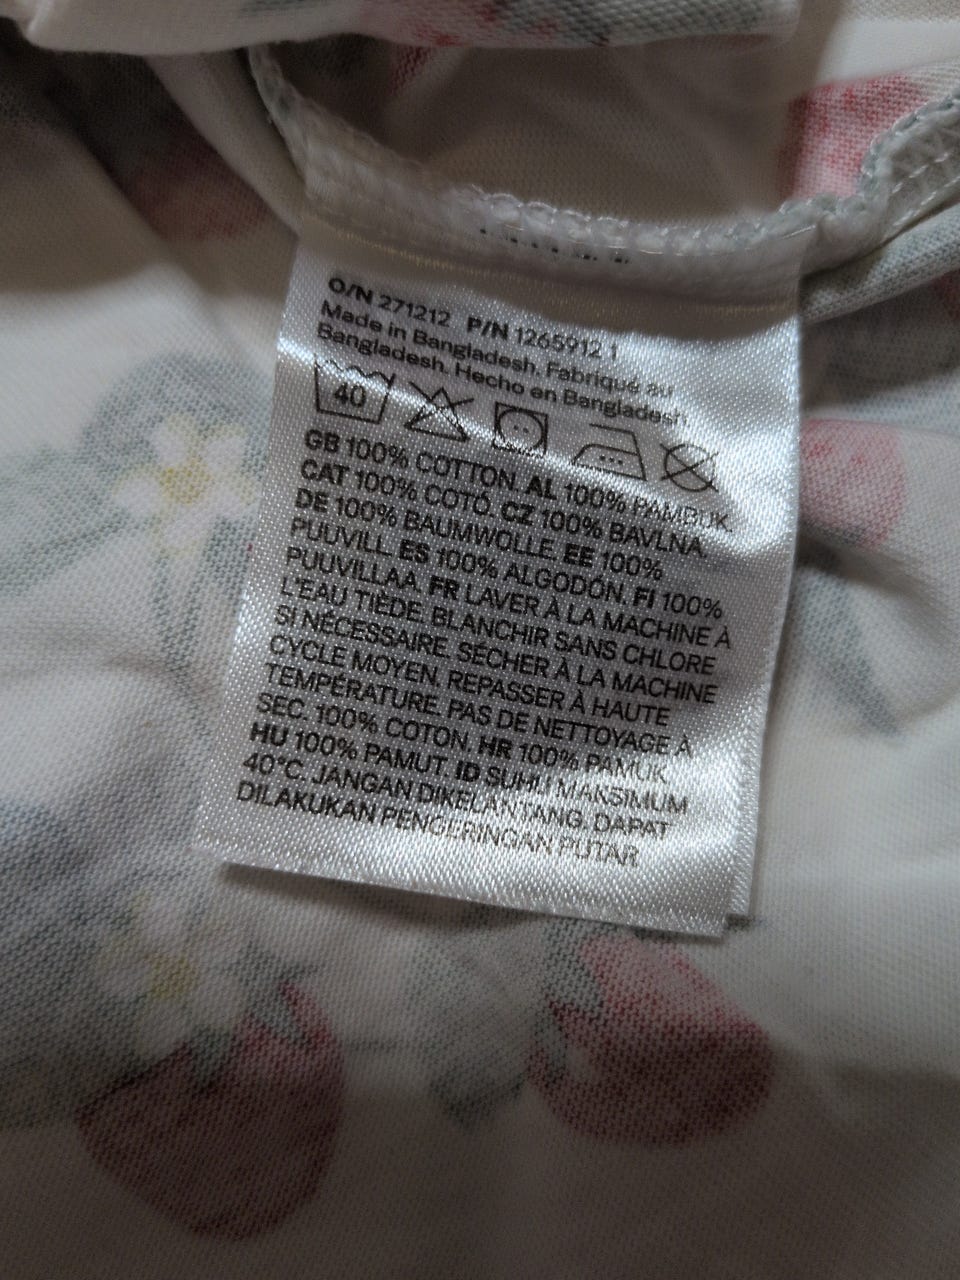 O/N 271212 P/N 1265912 1
Made in Bangladesh. Fabriqué au
Bangladesh. Hecho en Bangladesh.
40
GB 100% COTTON. AL 100% PAMBUK.
CAT 100% COTÓ. CZ 100% BAVLNA.
DE 100% BAUMWOLLE. EE 100%
PUUVILL. ES 100% ALGODÓN. FI 100%
PUUVILLAA. FR LAVER À LA MACHINE À
L'EAU TIÈDE. BLANCHIR SANS CHLORE
SI NÉCESSAIRE. SÉCHER À LA MACHINE
CYCLE MOYEN. REPASSER À HAUTE
TEMPÉRATURE. PAS DE NETTOYAGE À
SEC. 100% COTON. HR 100% PAMUK.
HU 100% PAMUT. ID SUHU MAKSIMUM
40°C. JANGAN DIKELANTANG. DAPAT
DILAKUKAN PENGERINGAN PUTAR